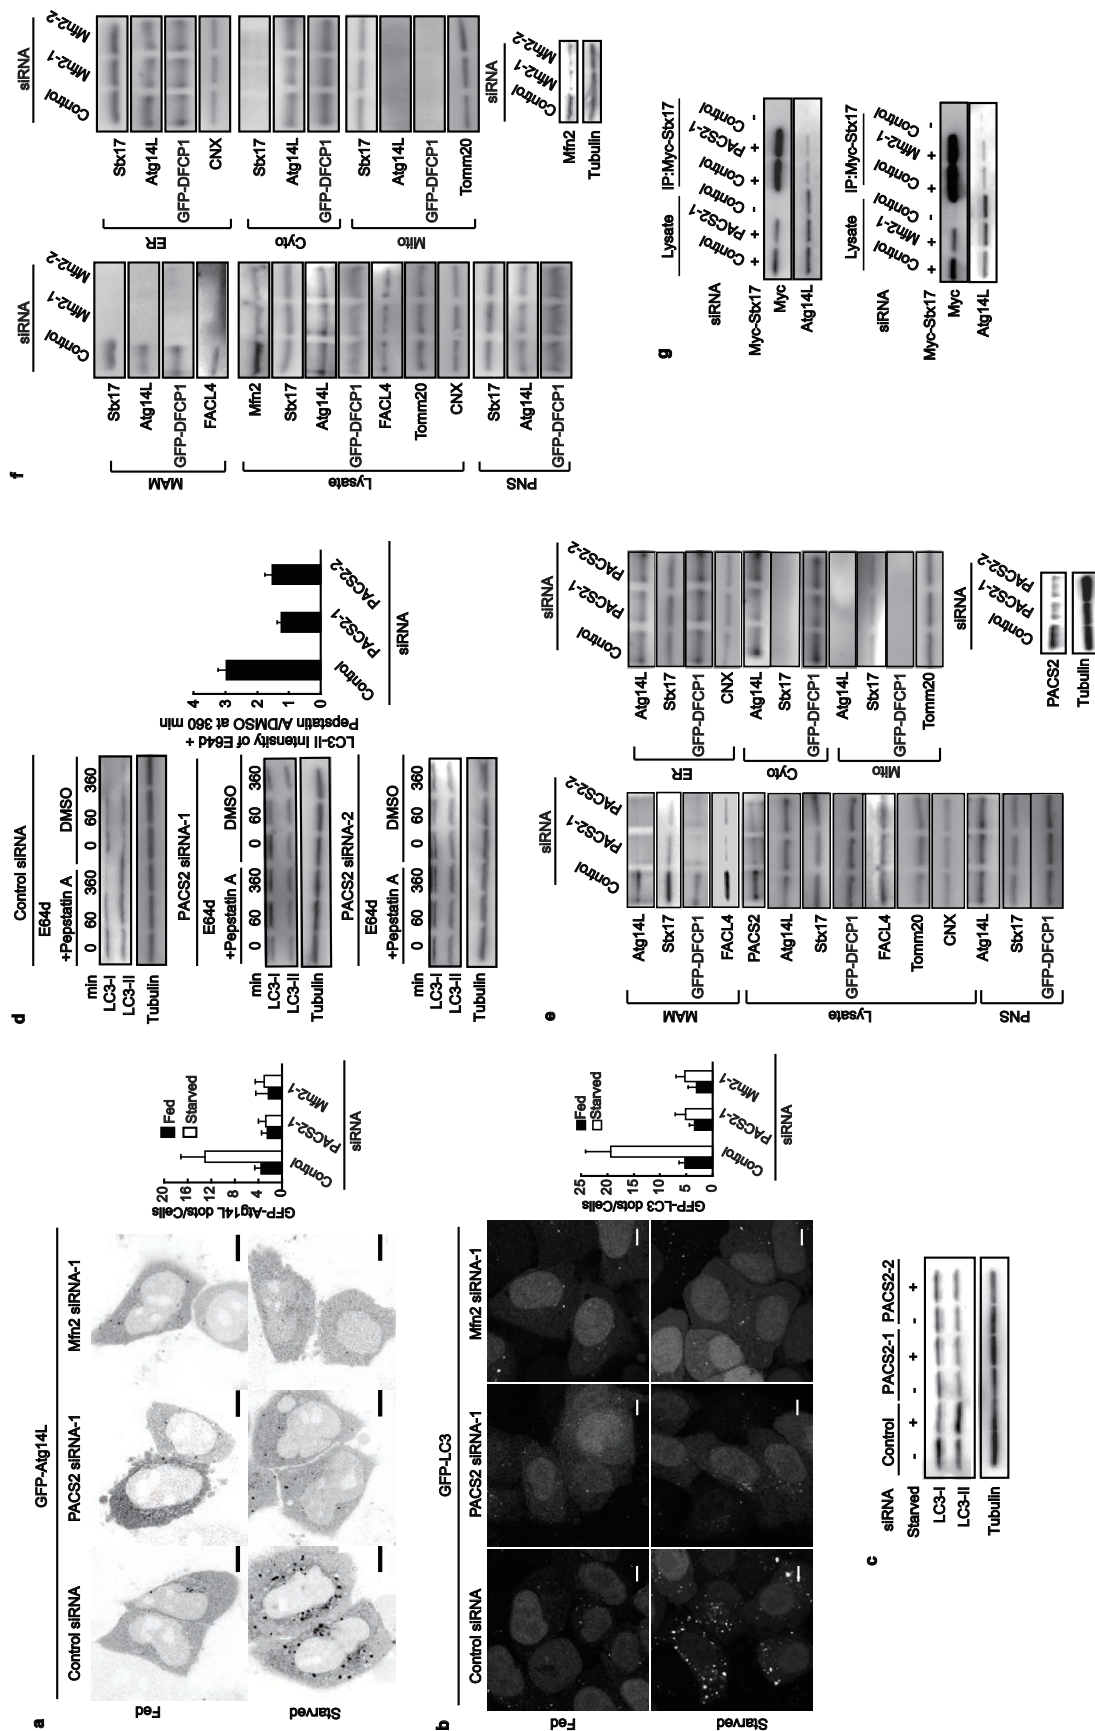 a
GFP-Atg14L
Control siRNA PACS2 siRNA-1 Mfn2 siRNA-1
Fed
Starved
GFP-Atg14L dots/Cells
20
16
12
8
4
0
Fed
Starved
Control PACS2-1 Mfn2-1
siRNA
b
GFP-LC3
Control siRNA PACS2 siRNA-1 Mfn2 siRNA-1
Fed
Starved
GFP-LC3 dots/Cells
25
20
15
10
5
0
Fed
Starved
Control PACS2-1 Mfn2-1
siRNA
c
siRNA Control PACS2-1 PACS2-2
Starved - + - + - +
LC3-I
LC3-II
Tubulin
d
Control siRNA
E64d
+Pepstatin A DMSO
min 0 60 360 0 60 360
LC3-I
LC3-II
Tubulin
PACS2 siRNA-1
E64d
+Pepstatin A DMSO
min 0 60 360 0 60 360
LC3-I
LC3-II
Tubulin
PACS2 siRNA-2
E64d
+Pepstatin A DMSO
min 0 60 360 0 60 360
LC3-I
LC3-II
Tubulin
LC3-II Intensity of E64d +
Pepstatin A/DMSO at 360 min
4
3
2
1
0
Control PACS2-1 PACS2-2
siRNA
e
siRNA
Control PACS2-1 PACS2-2
MAM
Atg14L
Stx17
GFP-DFCP1
FACL4
Lysate
PACS2
Atg14L
Stx17
GFP-DFCP1
FACL4
Tomm20
CNX
PNS
Atg14L
Stx17
GFP-DFCP1
siRNA
Control PACS2-1 PACS2-2
ER
Atg14L
Stx17
GFP-DFCP1
CNX
Cyto
Atg14L
Stx17
GFP-DFCP1
Mito
Atg14L
Stx17
GFP-DFCP1
Tomm20
siRNA
Control PACS2-1 PACS2-2
PACS2
Tubulin
f
siRNA
Control Mfn2-1 Mfn2-2
MAM
Stx17
Atg14L
GFP-DFCP1
FACL4
Lysate
Mfn2
Stx17
Atg14L
GFP-DFCP1
FACL4
Tomm20
CNX
PNS
Stx17
Atg14L
GFP-DFCP1
siRNA
Control Mfn2-1 Mfn2-2
ER
Stx17
Atg14L
GFP-DFCP1
CNX
Cyto
Stx17
Atg14L
GFP-DFCP1
Mito
Stx17
Atg14L
GFP-DFCP1
Tomm20
siRNA
Control Mfn2-1 Mfn2-2
Mfn2
Tubulin
g
Lysate IP:Myc-Stx17
siRNA Control PACS2-1 Control Control PACS2-1 Control
Myc-Stx17 + + - + + -
Myc
Atg14L
Lysate IP:Myc-Stx17
siRNA Control Mfn2-1 Control Control Mfn2-1 Control
Myc-Stx17 + + - + + -
Myc
Atg14L